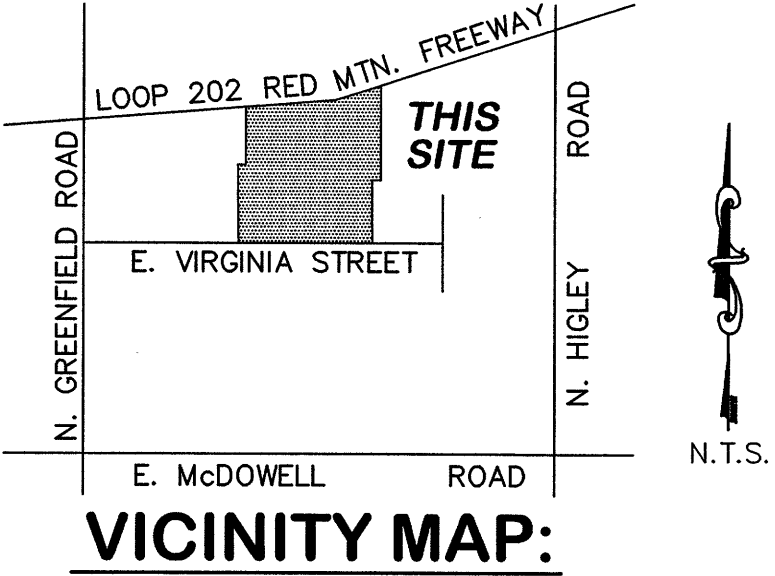 LOOP 202 RED MTN. FREEWAY
THIS
SITE
N. GREENFIELD ROAD
N. HIGLEY ROAD
E. VIRGINIA STREET
E. McDOWELL ROAD
N.T.S.
VICINITY MAP: